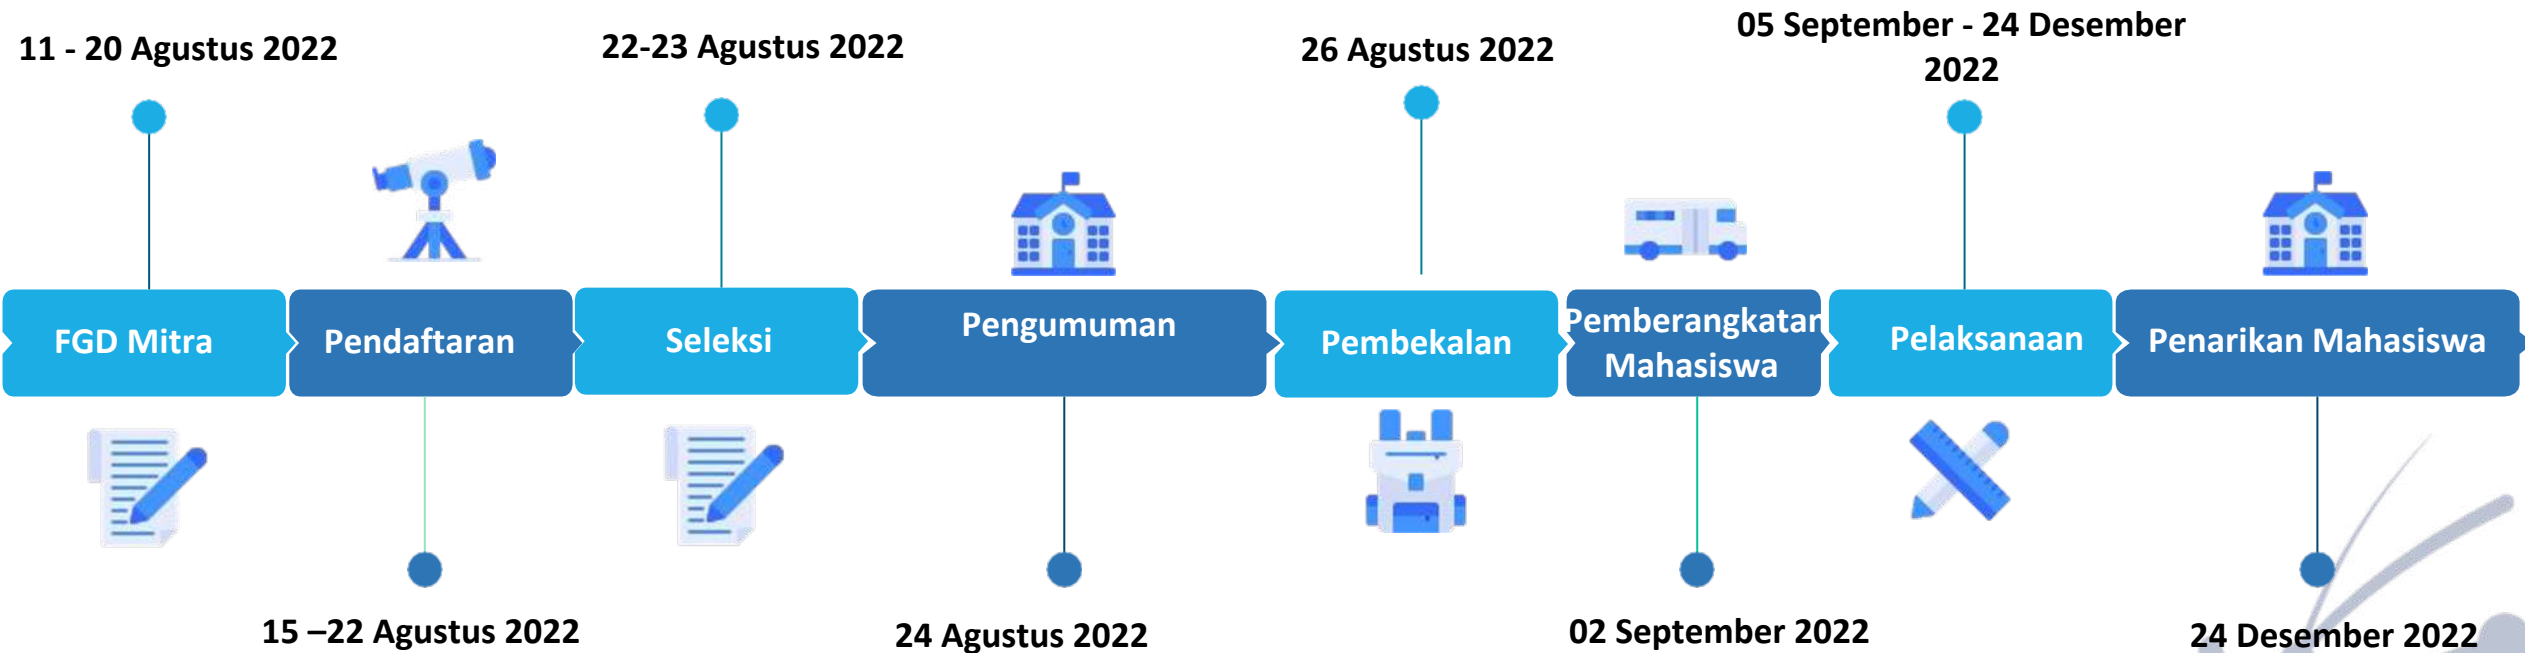 11 - 20 Agustus 2022
22-23 Agustus 2022
26 Agustus 2022
05 September - 24 Desember
2022
FGD Mitra
Pendaftaran
Seleksi
Pengumuman
Pembekalan
Pemberangkatan
Mahasiswa
Pelaksanaan
Penarikan Mahasiswa
15 –22 Agustus 2022
24 Agustus 2022
02 September 2022
24 Desember 2022